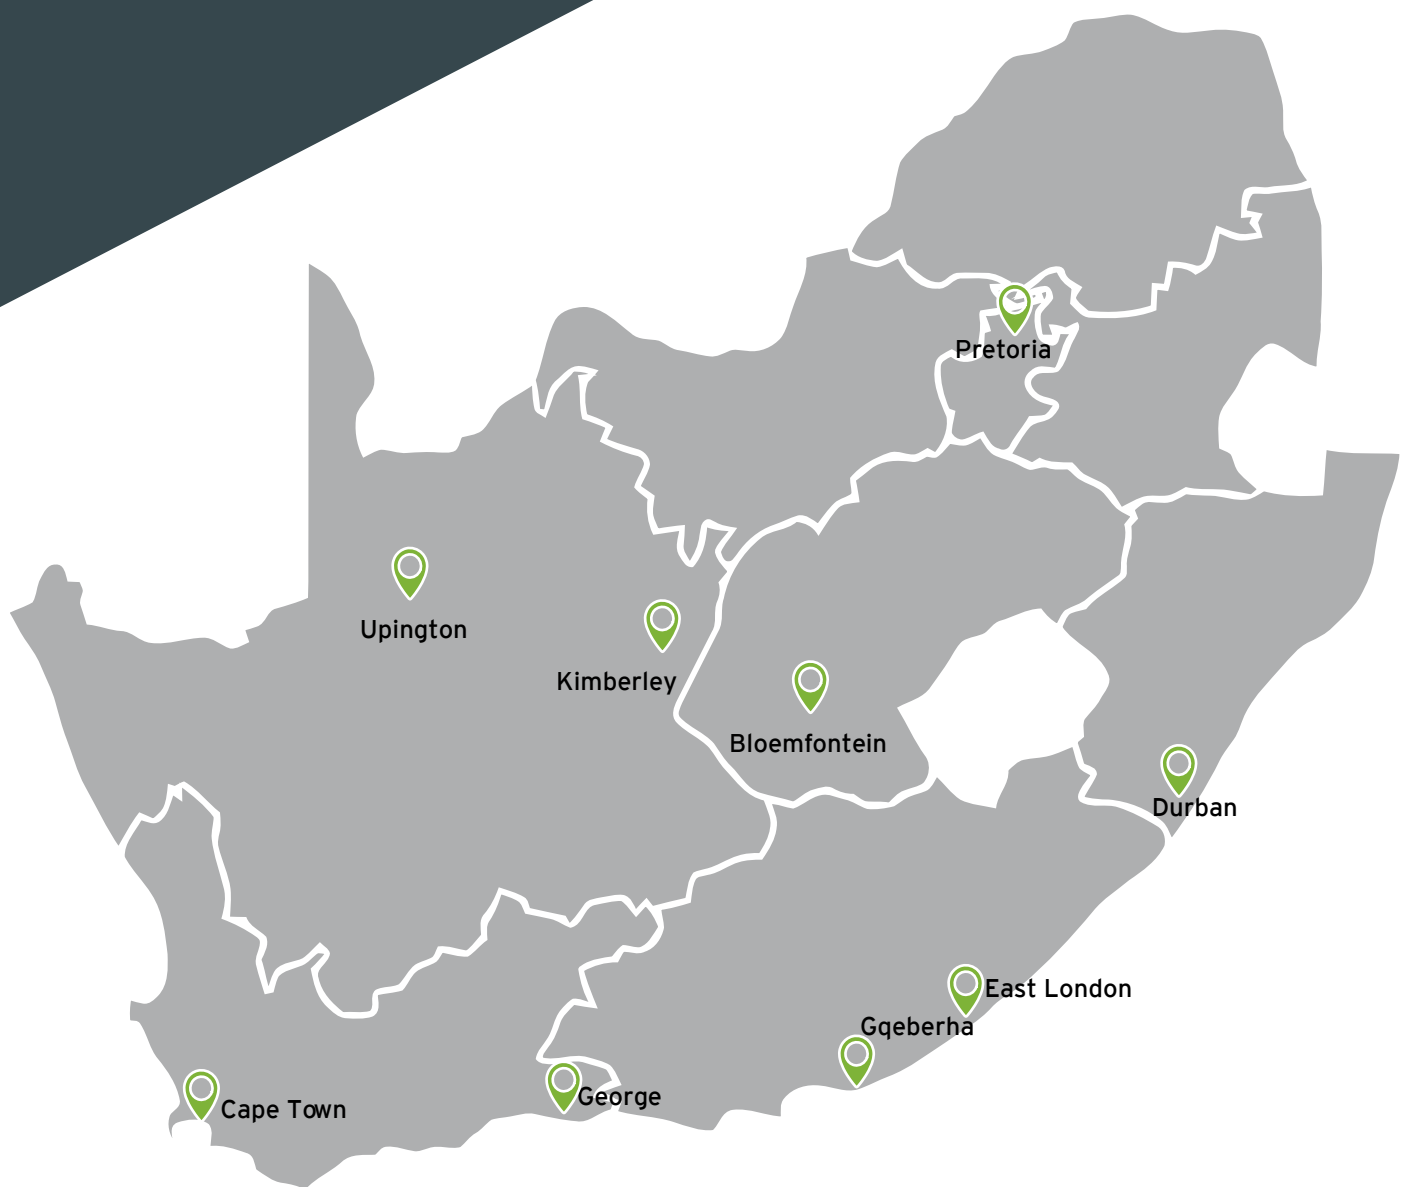 Pretoria
Upington
Kimberley
Bloemfontein
Durban
East London
Gqeberha
George
Cape Town